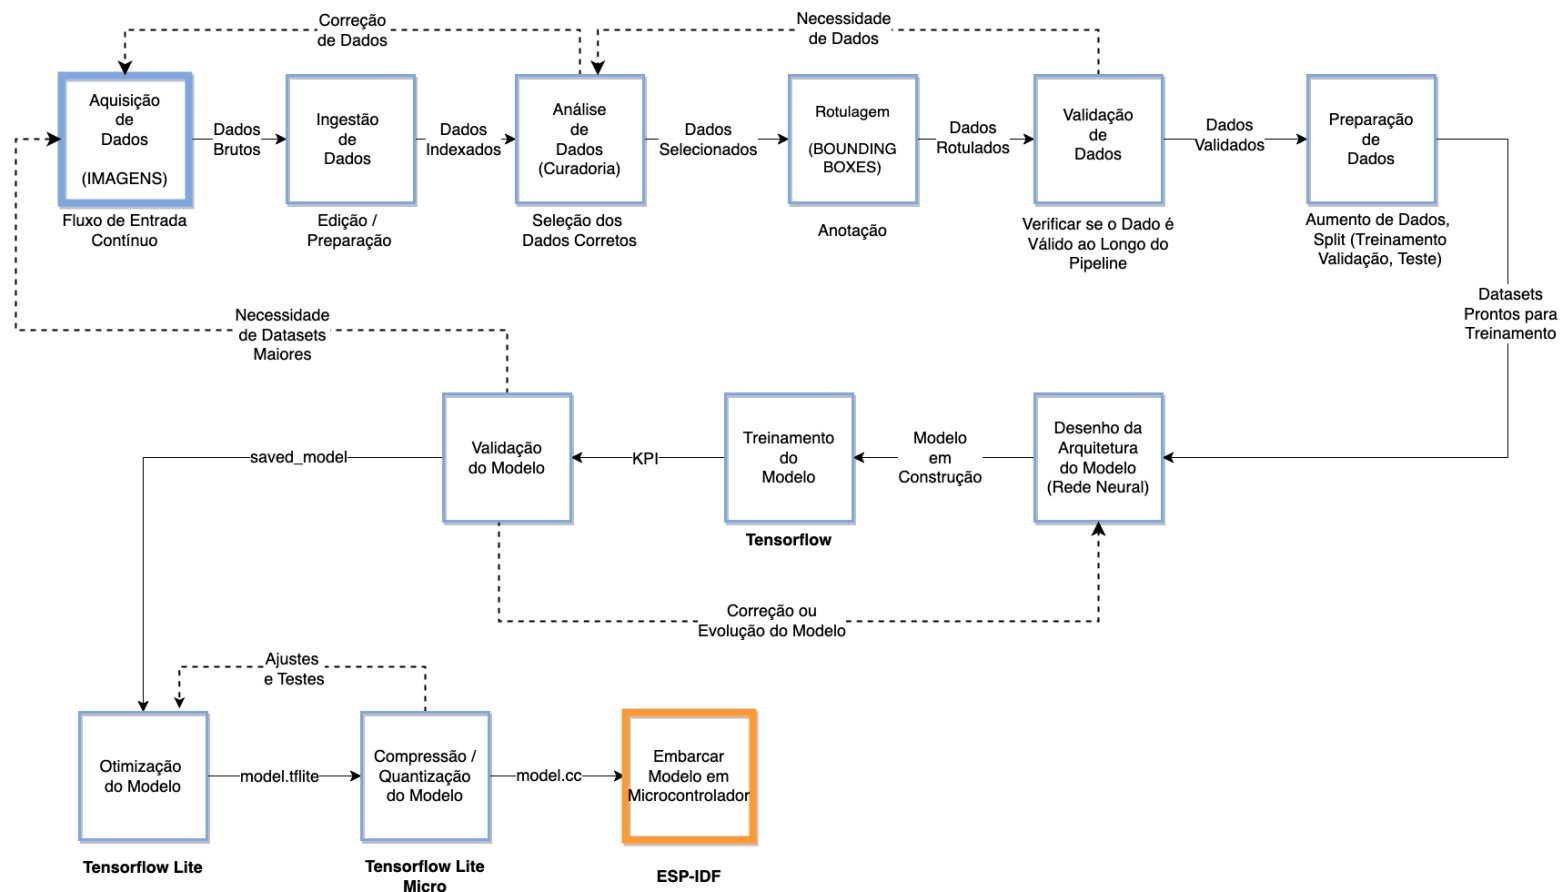 Correção
de Dados
Necessidade
de Dados
Aquisição
de
Dados
(IMAGENS)
Fluxo de Entrada
Contínuo
Dados
Brutos
Ingestão
de
Dados
Edição /
Preparação
Dados
Indexados
Análise
de
Dados
(Curadoria)
Seleção dos
Dados Corretos
Dados
Selecionados
Rotulagem
(BOUNDING
BOXES)
Anotação
Dados
Rotulados
Validação
de
Dados
Verificar se o Dado é
Válido ao Longo do
Pipeline
Dados
Validados
Preparação
de
Dados
Aumento de Dados,
Split (Treinamento
Validação, Teste)
Datasets
Prontos para
Treinamento
Necessidade
de Datasets
Maiores
Desenho da
Arquitetura
do Modelo
(Rede Neural)
Modelo
em
Construção
Treinamento
do
Modelo
Tensorflow
KPI
Validação
do Modelo
saved_model
Correção ou
Evolução do Modelo
Ajustes
e Testes
Otimização
do Modelo
Tensorflow Lite
model.tflite
Compressão /
Quantização
do Modelo
Tensorflow Lite
Micro
model.cc
Embarcar
Modelo em
Microcontrolador
ESP-IDF